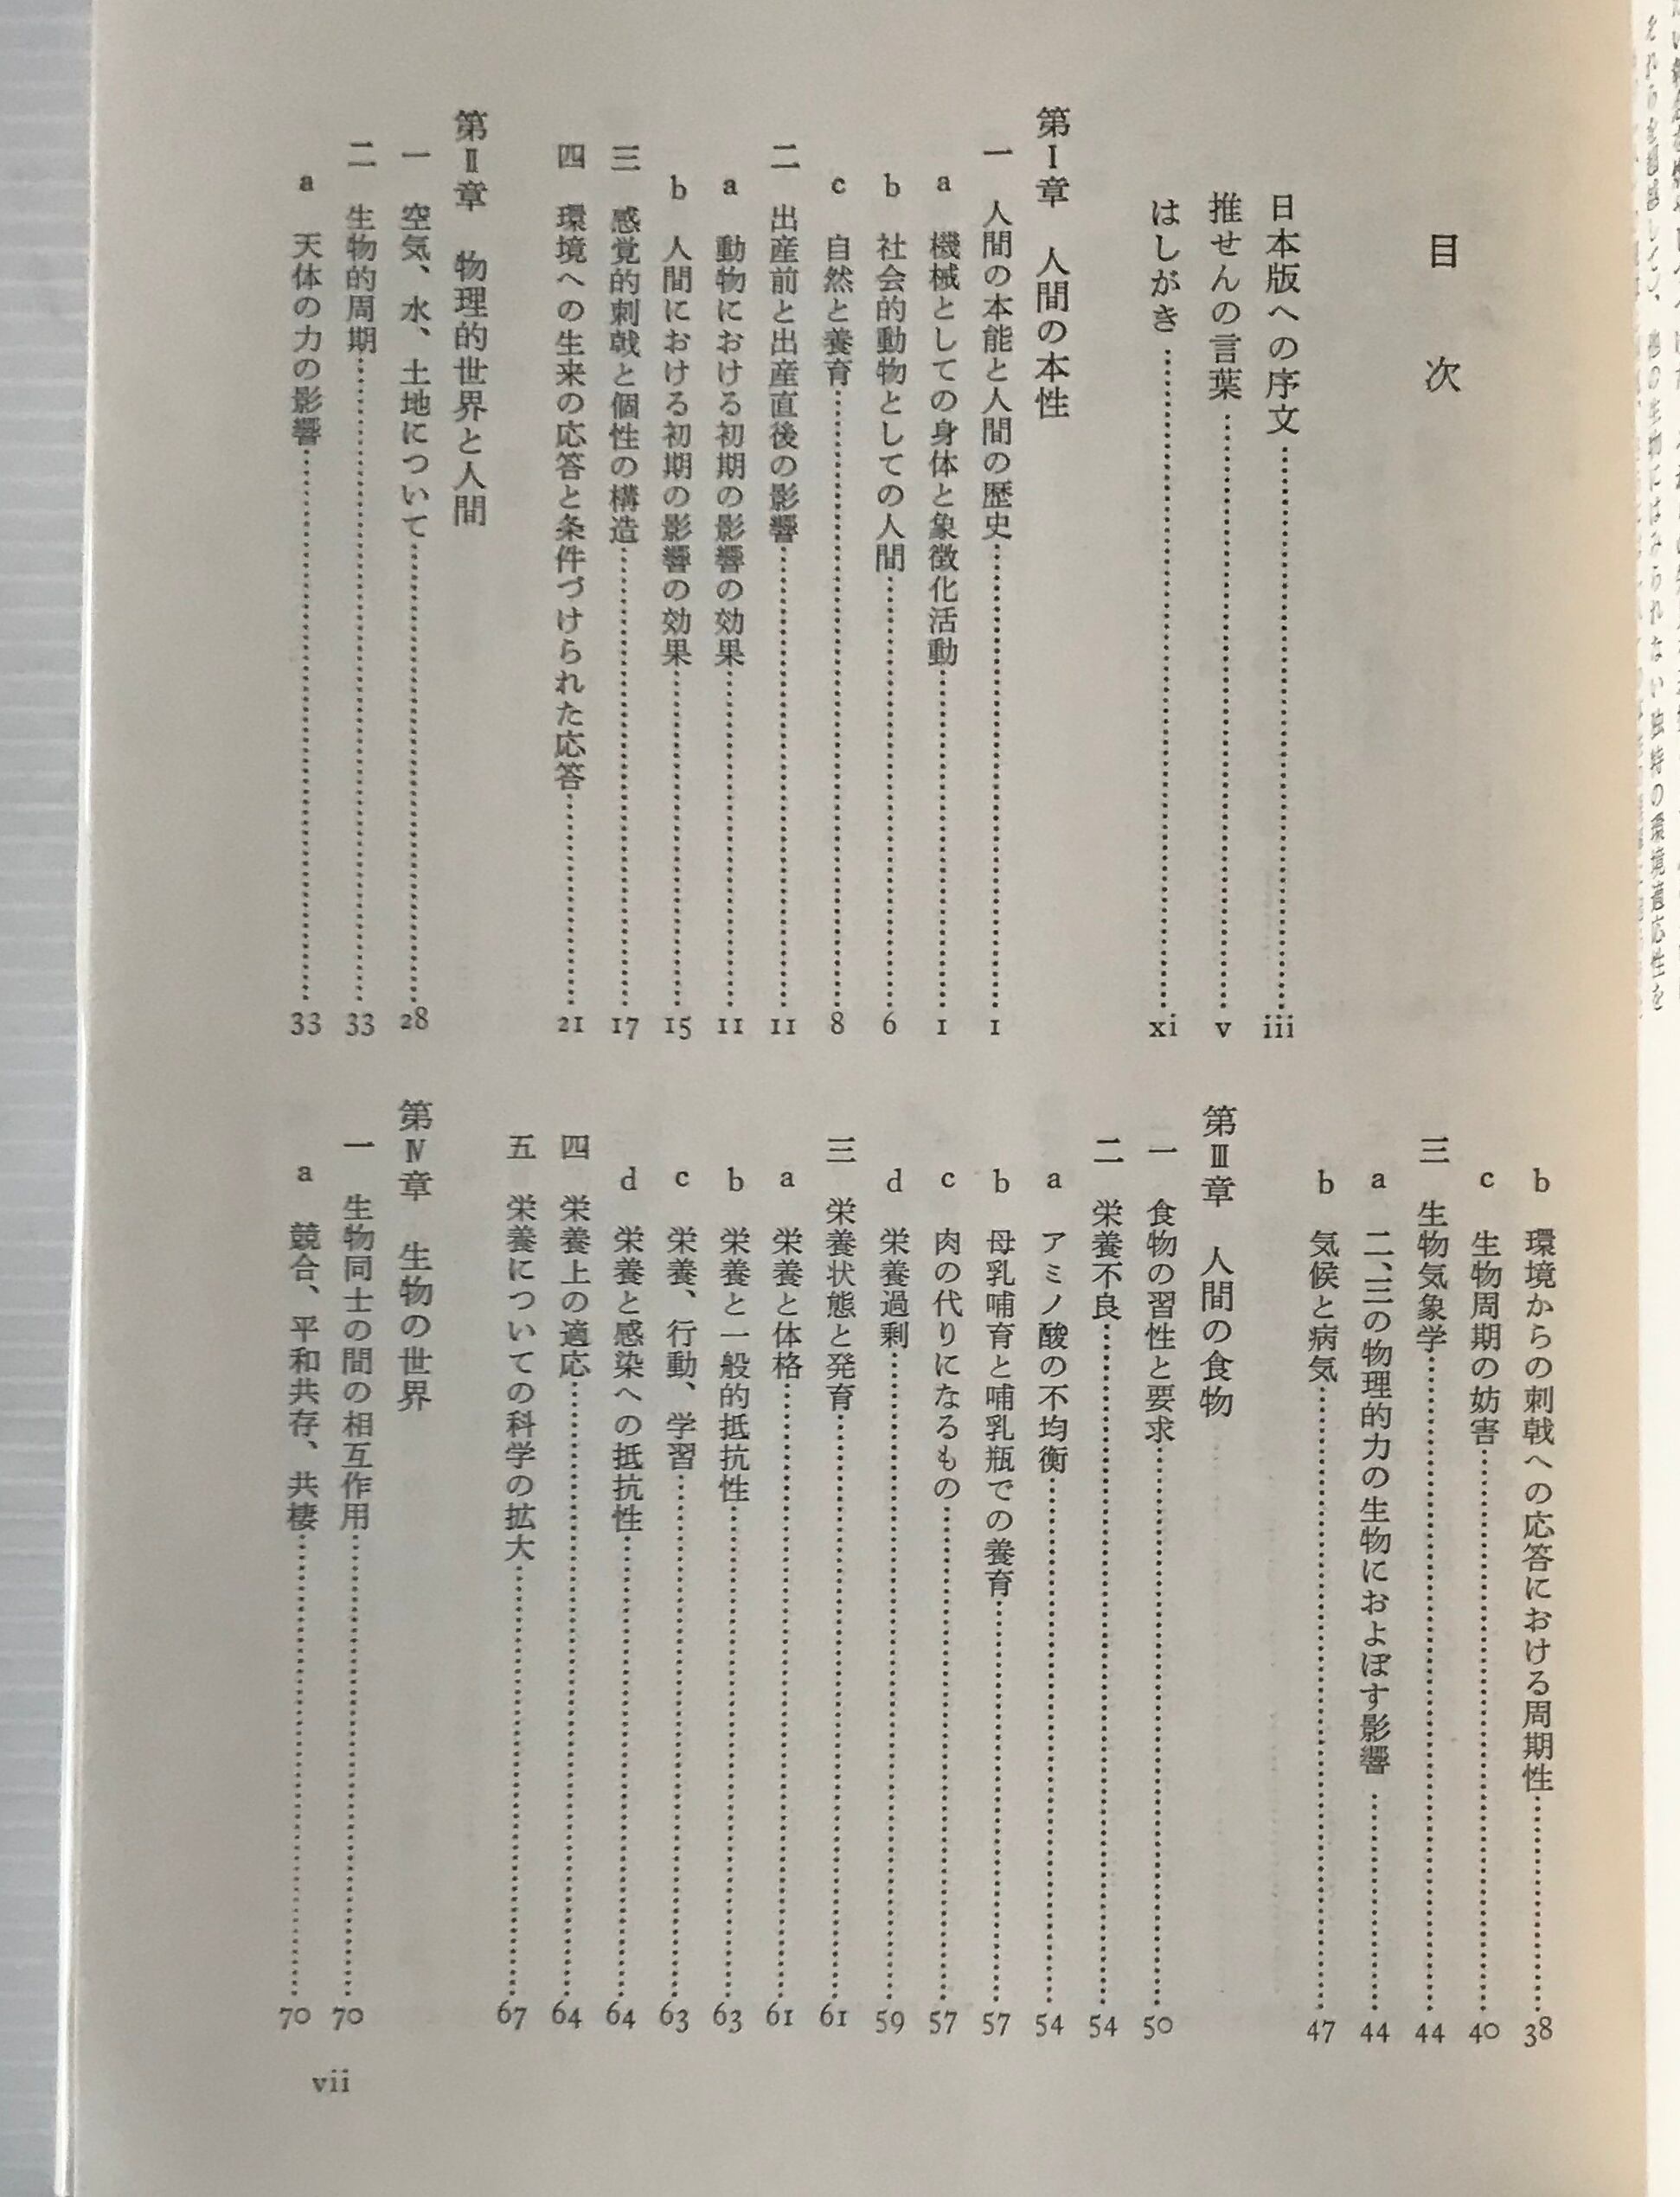 目次
日本版への序文……iii
推せんの言葉……v
はしがき……xi
第Ⅰ章 人間の本性
一 人間の本能と人間の歴史……1
a 機械としての身体と象徴化活動……1
b 社会的動物としての人間……6
c 自然と養育……8
二 出産前と出産直後の影響……11
a 動物における初期の影響の効果……11
b 人間における初期の影響の効果……15
三 感覚的刺戟と個性の構造……17
四 環境への生来の応答と条件づけられた応答……21
第Ⅱ章 物理的世界と人間
一 空気、水、土地について……28
二 生物的周期……33
a 天体の力の影響……33
b 環境からの刺戟への応答における周期性……38
c 生物周期の妨害……40
三 生物気象学……44
a 二、三の物理的力の生物におよぼす影響……44
b 気候と病気……47
第Ⅲ章 人間の食物
一 食物の習性と要求……50
二 栄養不良……54
a アミノ酸の不均衡……54
b 母乳哺育と哺乳瓶での養育……57
c 肉の代りになるもの……57
d 栄養過剰……59
三 栄養状態と発育……61
a 栄養と体格……61
b 栄養と一般的抵抗性……63
c 栄養、行動、学習……63
d 栄養と感染への抵抗性……64
四 栄養上の適応……64
五 栄養についての科学の拡大……67
第Ⅳ章 生物の世界
一 生物同士の間の相互作用……70
a 競合、平和共存、共棲……70
vii